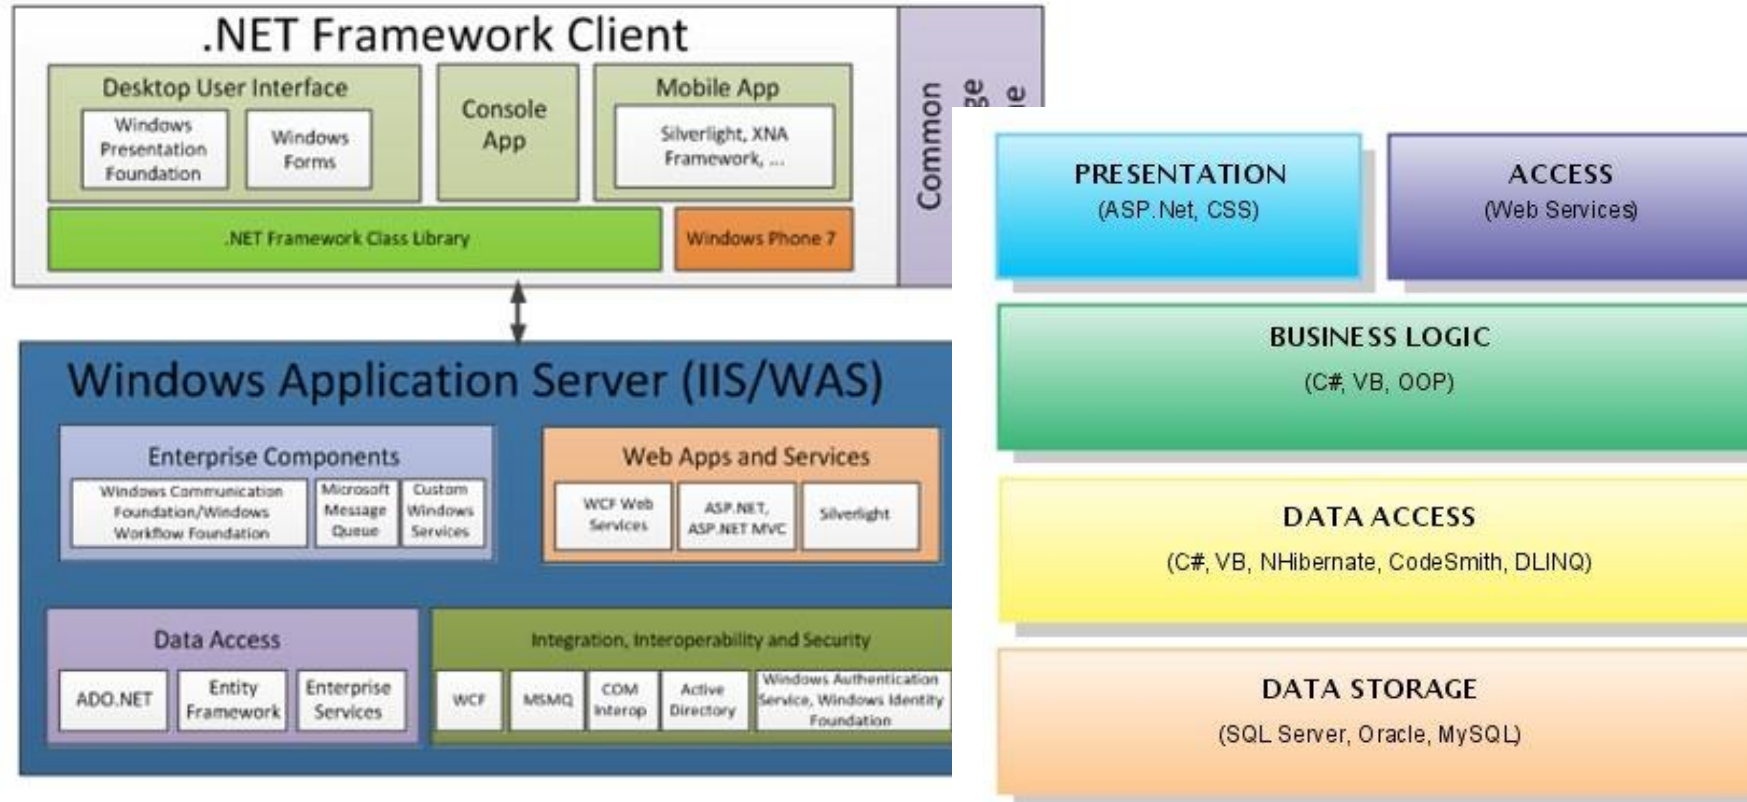 .NET Framework Client
Desktop User Interface
Windows
Presentation
Foundation
Windows
Forms
Console
App
Mobile App
Silverlight, XNA
Framework, ...
.NET Framework Class Library
Windows Phone 7
Common
Windows Application Server (IIS/WAS)
Enterprise Components
Windows Communication
Foundation/Windows
Workflow Foundation
Microsoft
Message
Queue
Custom
Windows
Services
Web Apps and Services
WCF Web
Services
ASP.NET,
ASP.NET MVC
Silverlight
Data Access
ADO.NET
Entity
Framework
Enterprise
Services
Integration, Interoperability and Security
WCF
MSMQ
COM
Interop
Active
Directory
Windows Authentication
Service, Windows Identity
Foundation
PRESENTATION
(ASP.Net, CSS)
ACCESS
(Web Services)
BUSINESS LOGIC
(C#, VB, OOP)
DATA ACCESS
(C#, VB, NHibernate, CodeSmith, DLINQ)
DATA STORAGE
(SQL Server, Oracle, MySQL)